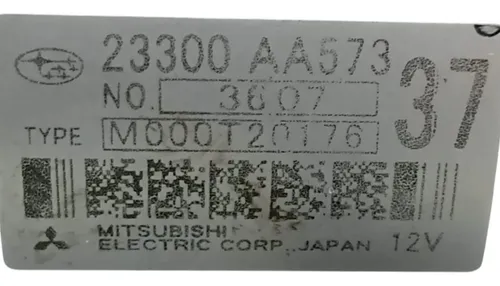 23300 AA573
NO. 3607
37
TYPE M000T20176
MITSUBISHI
ELECTRIC CORP. JAPAN 12V